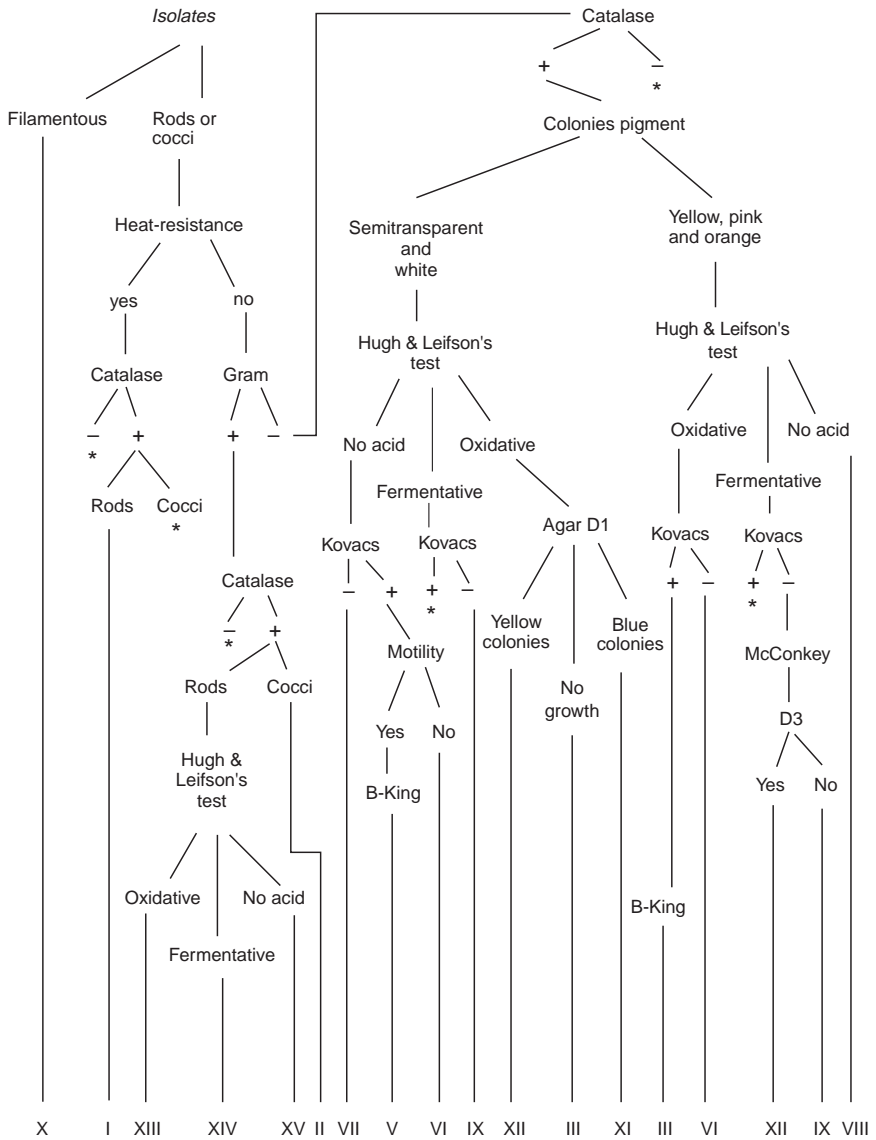 Isolates
Filamentous
Rods or
cocci
Heat-resistance
yes
no
Catalase
Gram
–
+
+
–
*
Rods
Cocci
*
Catalase
–
+
*
Rods
Cocci
Hugh &
Leifson's
test
Oxidative
No acid
Fermentative
Catalase
+
–
*
Colonies pigment
Semitransparent
and
white
Hugh & Leifson's
test
No acid
Oxidative
Fermentative
Kovacs
Kovacs
–
+
+
–
*
Motility
Yes
No
B-King
Agar D1
Yellow
colonies
Blue
colonies
No
growth
Yellow, pink
and orange
Hugh & Leifson's
test
Oxidative
No acid
Fermentative
Kovacs
Kovacs
+
–
+
–
*
McConkey
D3
Yes
No
B-King
X I XIII XIV XV II VII V VI IX XII III XI III VI XII IX VIII